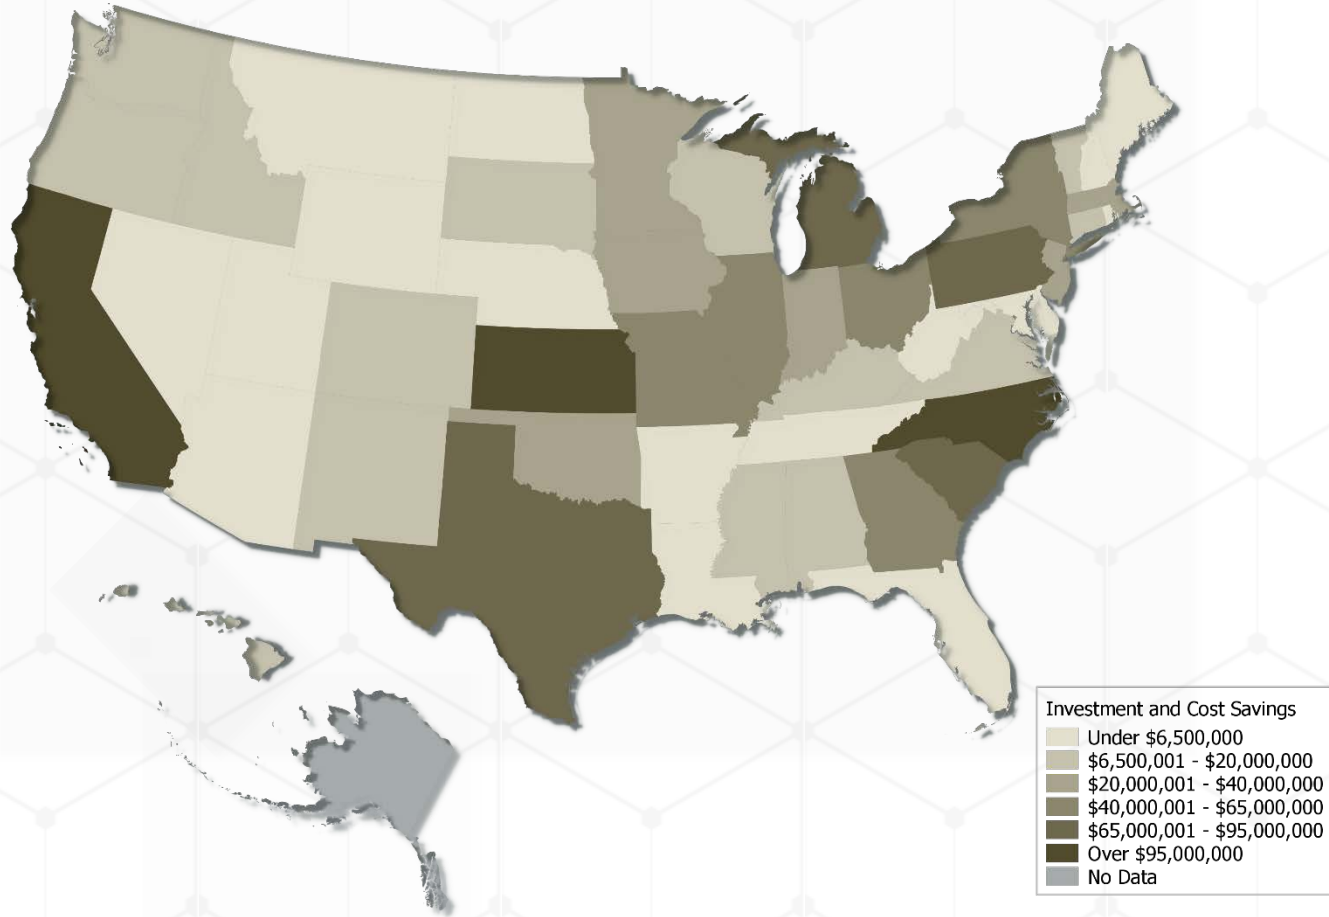 Investment and Cost Savings
Under $6,500,000
$6,500,001 - $20,000,000
$20,000,001 - $40,000,000
$40,000,001 - $65,000,000
$65,000,001 - $95,000,000
Over $95,000,000
No Data